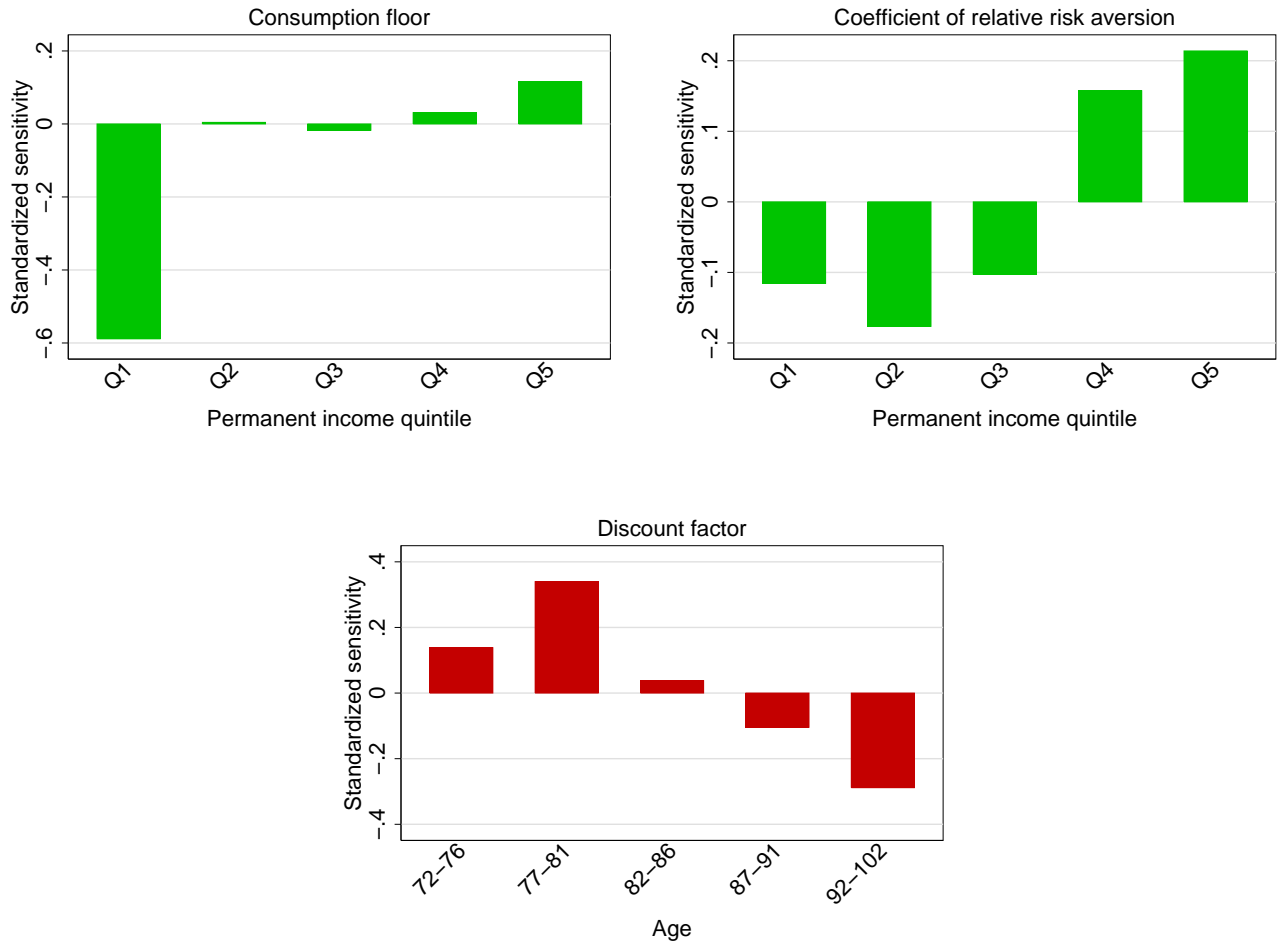 Consumption floor
Standardized sensitivity
.2
0
−.2
−.4
−.6
Q1
Q2
Q3
Q4
Q5
Permanent income quintile
Coefficient of relative risk aversion
Standardized sensitivity
.2
.1
0
−.1
−.2
Q1
Q2
Q3
Q4
Q5
Permanent income quintile
Discount factor
Standardized sensitivity
.4
.2
0
−.2
−.4
72−76
77−81
82−86
87−91
92−102
Age